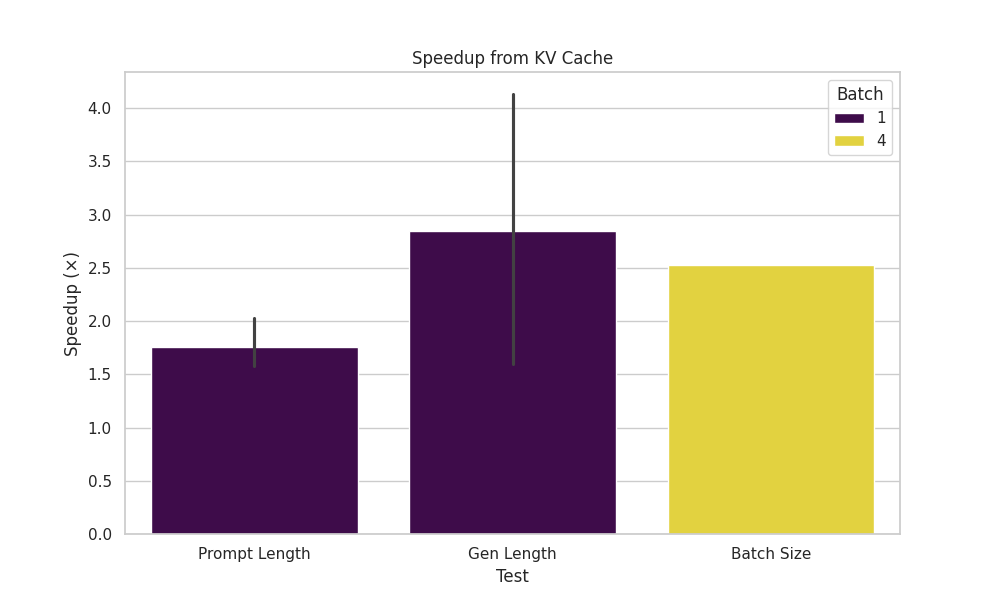 Speedup from KV Cache
Batch
1
4
4.0
3.5
3.0
2.5
2.0
1.5
1.0
0.5
0.0
Speedup (×)
Prompt Length
Gen Length
Batch Size
Test